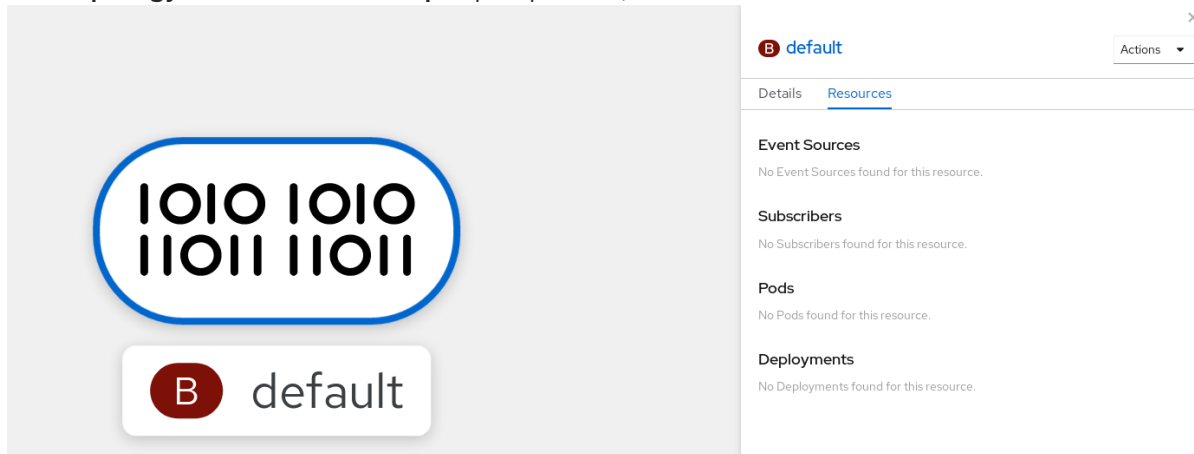 1010 1010
11011 11011
B default
B default
Actions
Details Resources
Event Sources
No Event Sources found for this resource.
Subscribers
No Subscribers found for this resource.
Pods
No Pods found for this resource.
Deployments
No Deployments found for this resource.